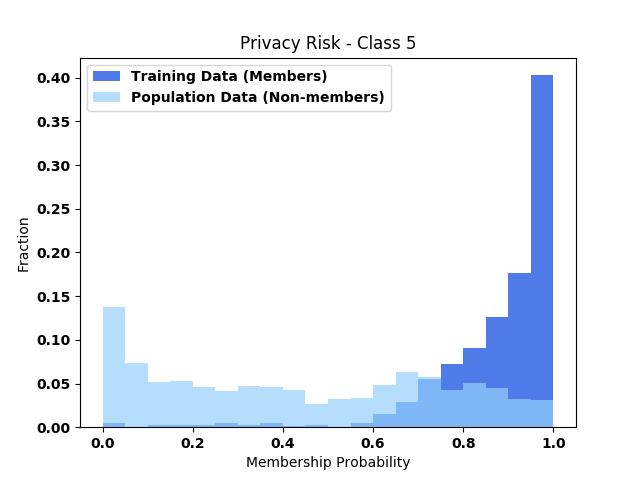 Privacy Risk - Class 5
Training Data (Members)
Population Data (Non-members)
0.40
0.35
0.30
0.25
0.20
0.15
0.10
0.05
0.00
Fraction
0.0 0.2 0.4 0.6 0.8 1.0
Membership Probability